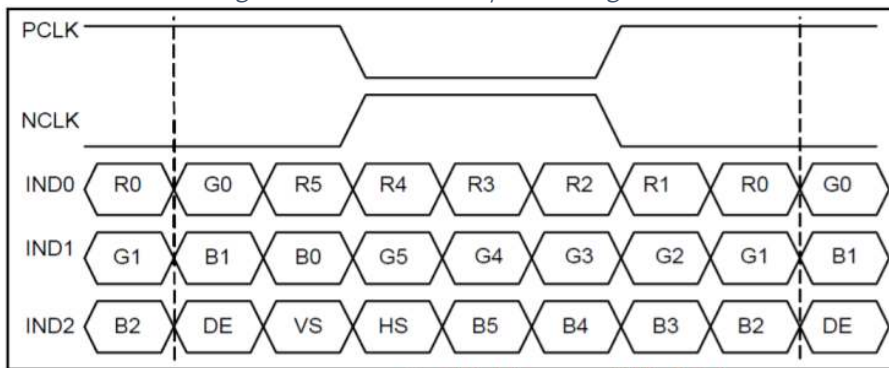 PCLK
NCLK
IND0 R0 G0 R5 R4 R3 R2 R1 R0 G0
IND1 G1 B1 B0 G5 G4 G3 G2 G1 B1
IND2 B2 DE VS HS B5 B4 B3 B2 DE